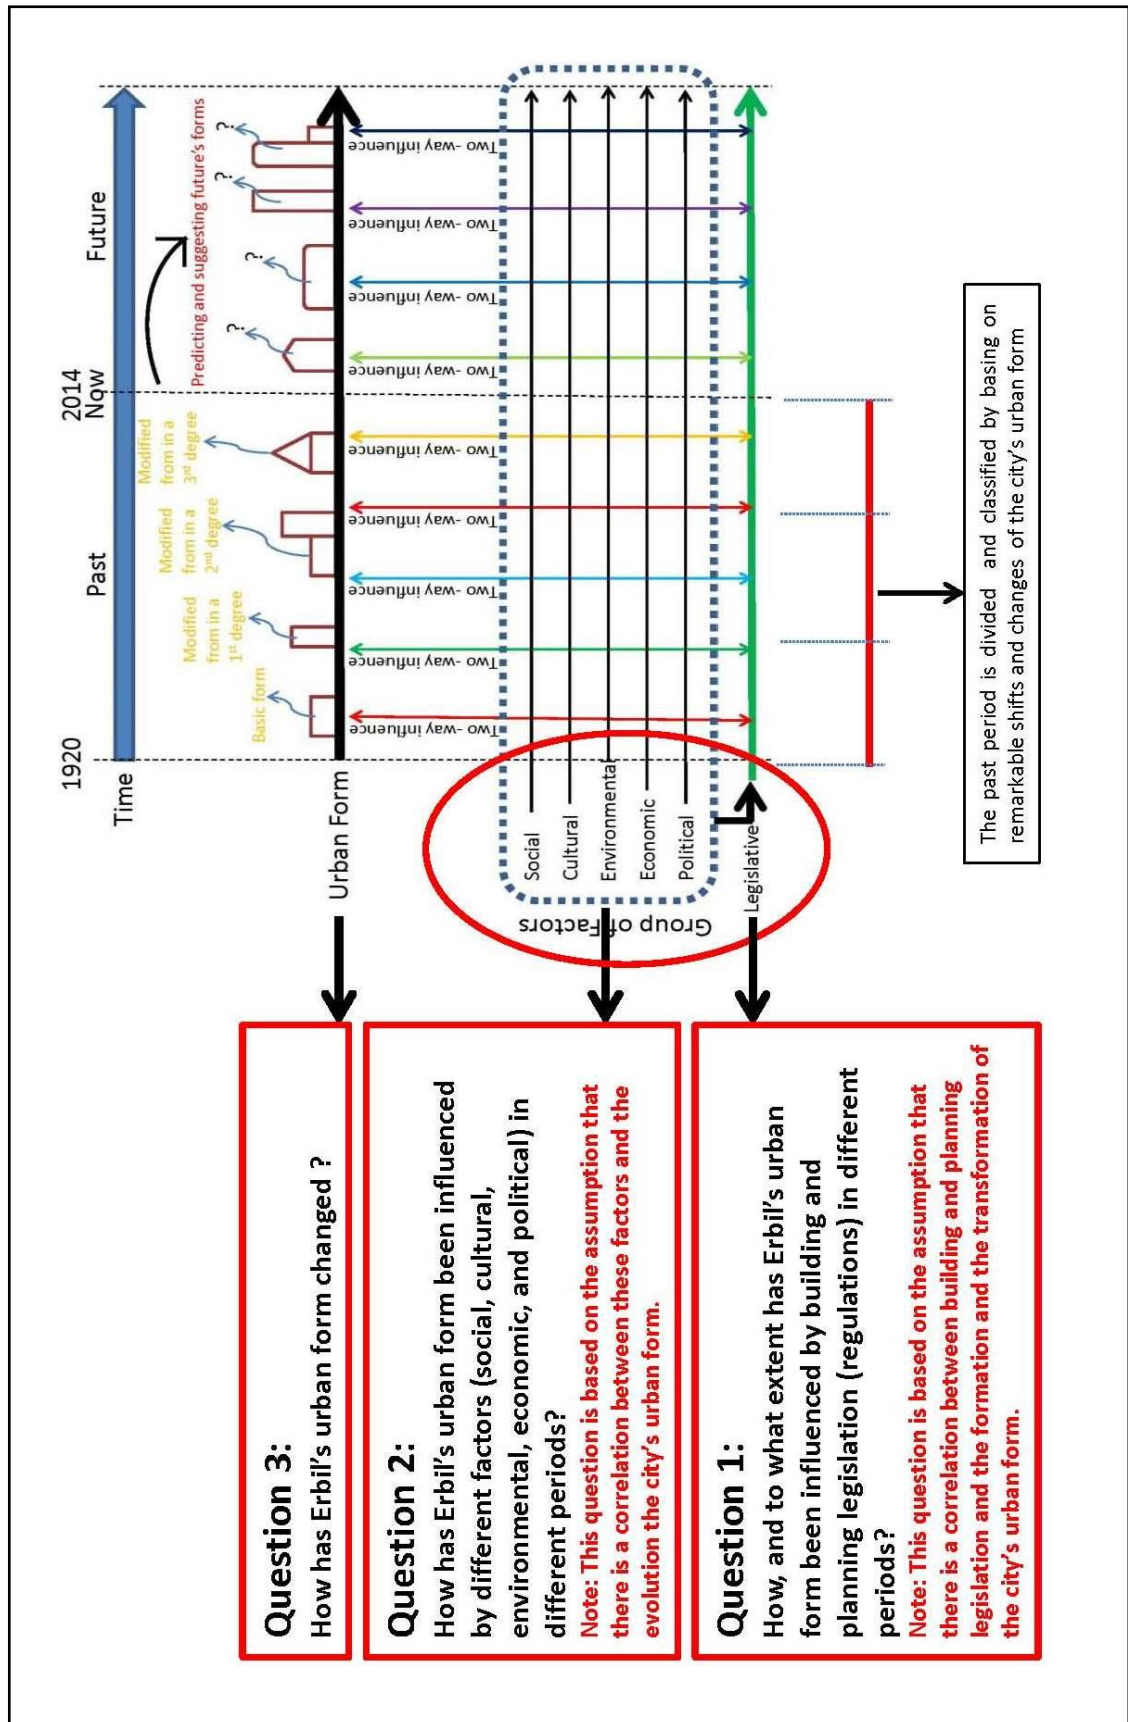 Question 3:
How has Erbil's urban form changed ?
Question 2:
How has Erbil's urban form been influenced
by different factors (social, cultural,
environmental, economic, and political) in
different periods?
Note: This question is based on the assumption that
there is a correlation between these factors and the
evolution the city's urban form.
Question 1:
How, and to what extent has Erbil's urban
form been influenced by building and
planning legislation (regulations) in different
periods?
Note: This question is based on the assumption that
there is a correlation between building and planning
legislation and the formation and the transformation of
the city's urban form.
1920
Past
2014
Now
Future
Time
Basic form
Modified
from in a
1st degree
Modified
from in a
2nd degree
Modified
from in a
3rd degree
Predicting and suggesting future's forms
?
?
?
?
Urban Form
Two -way influence
Two - way influence
Two - way influence
Two - way influence
Two - way influence
Two - way influence
Two - way influence
Two - way influence
Two - way influence
Group of Factors
Social
Cultural
Environmental
Economic
Political
Legislative
The past period is divided and classified by basing on
remarkable shifts and changes of the city's urban form